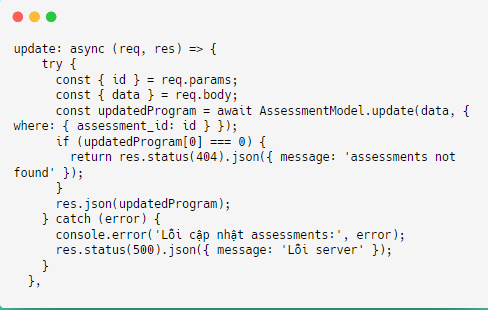 update: async (req, res) => {
    try {
      const { id } = req.params;
      const { data } = req.body;
      const updatedProgram = await AssessmentModel.update(data, {
where: { assessment_id: id } });
      if (updatedProgram[0] === 0) {
        return res.status(404).json({ message: 'assessments not
found' });
      }
      res.json(updatedProgram);
    } catch (error) {
      console.error('Lỗi cập nhật assessments:', error);
      res.status(500).json({ message: 'Lỗi server' });
    }
  },